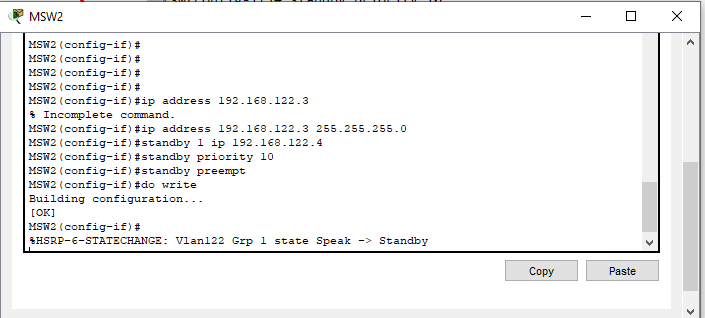 MSW2
MSW2(config-if)#
MSW2(config-if)#
MSW2(config-if)#
MSW2(config-if)#
MSW2(config-if)#ip address 192.168.122.3
% Incomplete command.
MSW2(config-if)#ip address 192.168.122.3 255.255.255.0
MSW2(config-if)#standby 1 ip 192.168.122.4
MSW2(config-if)#standby priority 10
MSW2(config-if)#standby preempt
MSW2(config-if)#do write
Building configuration...
[OK]
MSW2(config-if)#
%HSRP-6-STATECHANGE: Vlan122 Grp 1 state Speak -> Standby
Copy Paste